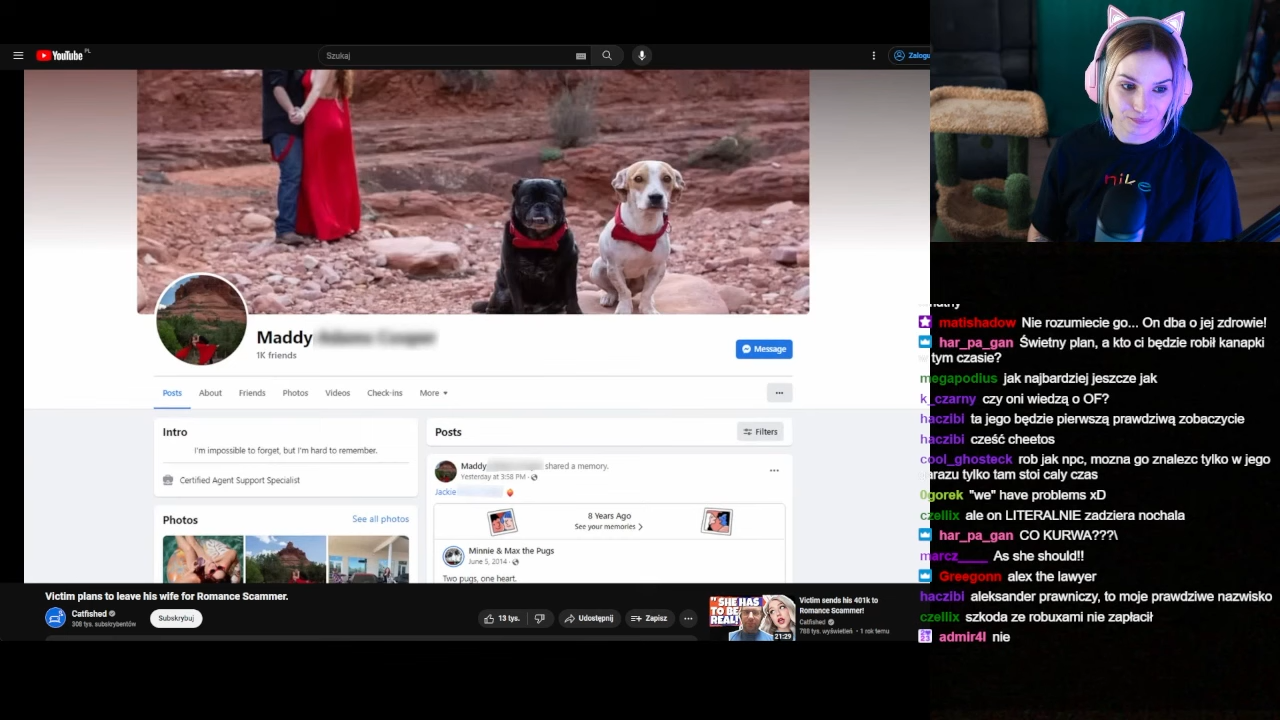 YouTube PL
Szukaj
Zalogu
Maddy
1K friends
Message
Posts
About
Friends
Photos
Videos
Check-ins
More
Intro
I'm impossible to forget, but I'm hard to remember.
Certified Agent Support Specialist
Photos
See all photos
Posts
Filters
Maddy shared a memory.
Yesterday at 3:58 PM ·
Jackie
8 Years Ago
See your memories
Minnie & Max the Pugs
June 5, 2014 ·
Two pugs, one heart.
Victim plans to leave his wife for Romance Scammer.
Catfished
308 tys. subskrybentów
Subskrybuj
13 tys.
Udostępnij
Zapisz
"SHE HAS TO BE REAL!"
21:29
Victim sends his 401k to
Romance Scammer!
Catfished
788 tys. wyświetleń · 1 rok temu
nike
matishadow Nie rozumiecie go... On dba o jej zdrowie!
har_pa_gan Świetny plan, a kto ci będzie robił kanapki
w tym czasie?
megapodius jak najbardziej jeszcze jak
k_czarny czy oni wiedzą o OF?
haczibi ta jego będzie pierwszą prawdziwą zobaczycie
haczibi cześć cheetos
cool_ghosteck rob jak npc, mozna go znalezc tylko w jego
garazu tylko tam stoi caly czas
0gorek "we" have problems xD
czellix ale on LITERALNIE zadziera nochala
har_pa_gan CO KURWA???\
marcz____ As she should!!
Greegonn alex the lawyer
haczibi aleksander prawniczy, to moje prawdziwe nazwisko
czellix szkoda ze robuxami nie zapłacił
admir4l nie